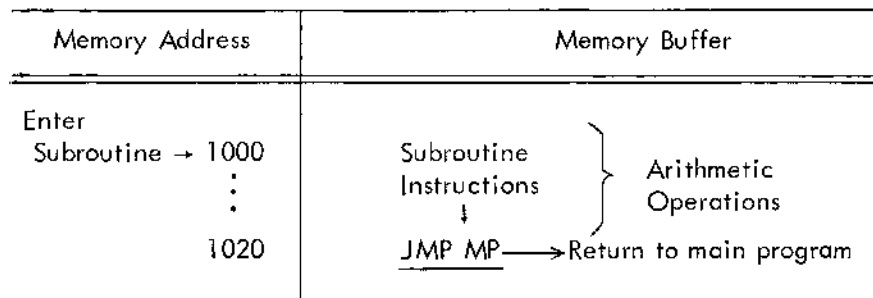 Memory Address Memory Buffer
Enter
Subroutine → 1000 Subroutine
Instructions Arithmetic
Operations
↓
1020 JMP MP → Return to main program